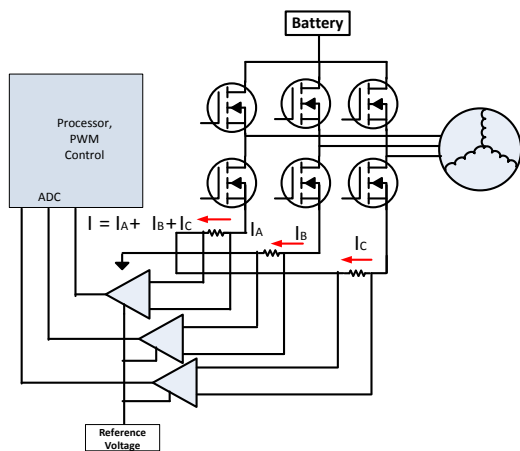 Battery
Processor,
PWM
Control
ADC
I = IA+ IB+IC
IA
IB
IC
Reference
Voltage